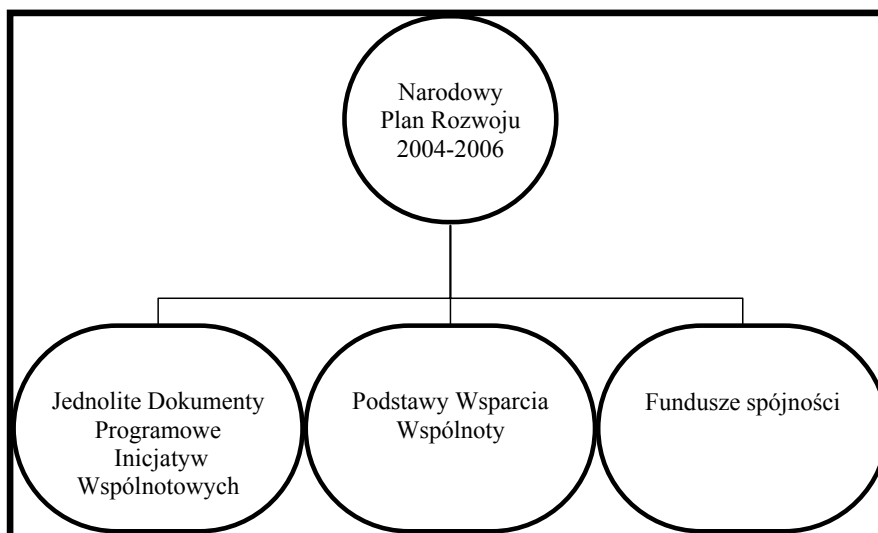 Narodowy
Plan Rozwoju
2004-2006
Jednolite Dokumenty
Programowe
Inicjatyw
Wspólnotowych
Podstawy Wsparcia
Wspólnoty
Fundusze spójności